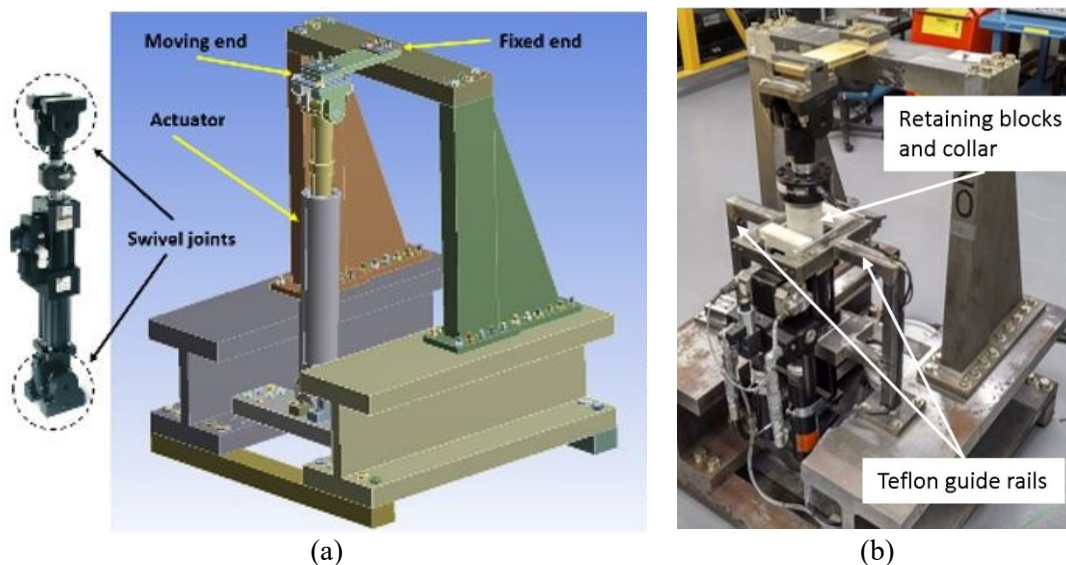 Moving end
Fixed end
Actuator
Swivel joints
Retaining blocks
and collar
Teflon guide rails
(a)
(b)